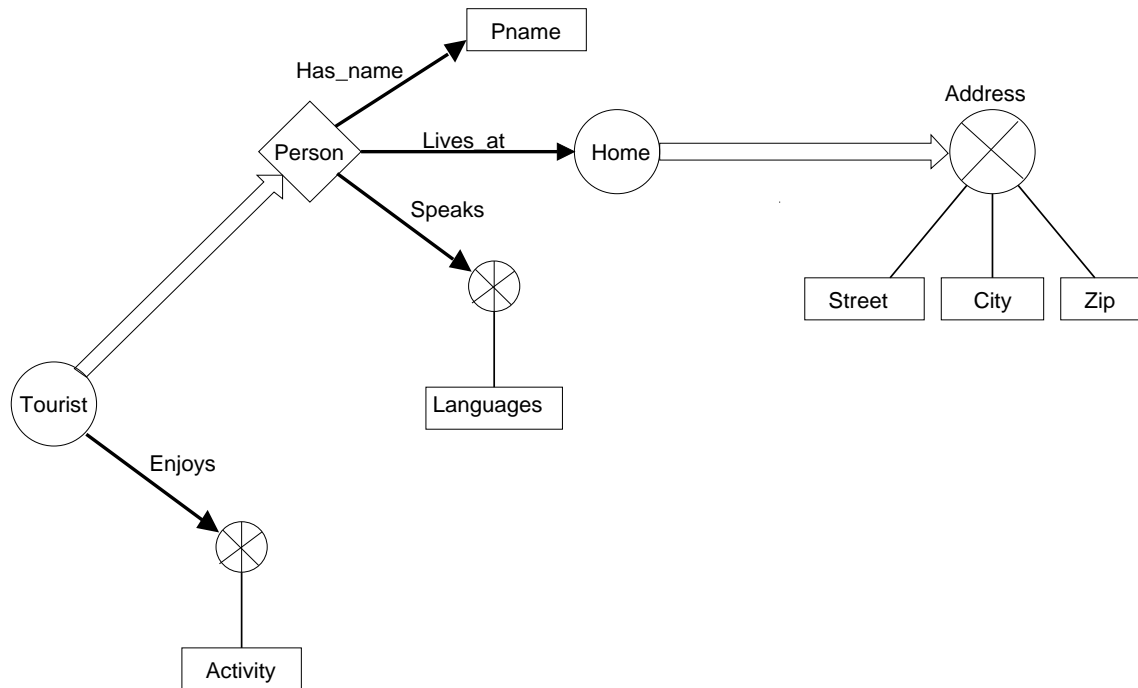 Pname
Has_name
Address
Person
Lives_at
Home
Speaks
Street
City
Zip
Tourist
Languages
Enjoys
Activity